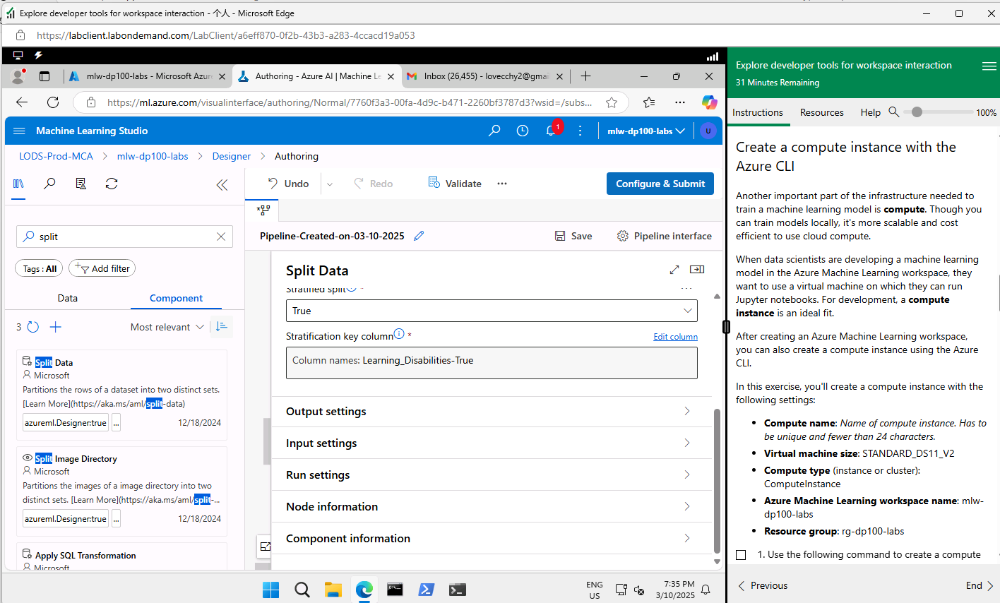 Explore developer tools for workspace interaction - 个人 - Microsoft Edge
https://labclient.labondemand.com/LabClient/a6eff870-0f2b-43b3-a283-4ccacd19a053
mlw-dp100-labs - Microsoft Azur
Authoring - Azure AI | Machine Le
Inbox (26,455) - lovecchy2@gmai
https://ml.azure.com/visualinterface/authoring/Normal/7760f3a3-00fa-4d9c-b471-2260bf3787d3?wsid=/subs...
Machine Learning Studio
1
mlw-dp100-labs
U
LODS-Prod-MCA
mlw-dp100-labs
Designer
Authoring
Undo
Redo
Validate
Configure & Submit
split
Tags : All
Add filter
Data
Component
3
Most relevant
Split Data
Microsoft
Partitions the rows of a dataset into two distinct sets.
[Learn More](https://aka.ms/aml/split-data)
azureml.Designer:true
...
12/18/2024
Split Image Directory
Microsoft
Partitions the images of a image directory into two
distinct sets. [Learn More](https://aka.ms/aml/split-...
azureml.Designer:true
...
12/18/2024
Apply SQL Transformation
Microsoft
Pipeline-Created-on-03-10-2025
Save
Pipeline interface
Split Data
Stratified split *
True
Stratification key column *
Edit column
Column names: Learning_Disabilities-True
Output settings
Input settings
Run settings
Node information
Component information
ENG
US
7:35 PM
3/10/2025
Explore developer tools for workspace interaction
31 Minutes Remaining
Instructions
Resources
Help
100%
Create a compute instance with the
Azure CLI
Another important part of the infrastructure needed to
train a machine learning model is compute. Though you
can train models locally, it's more scalable and cost
efficient to use cloud compute.
When data scientists are developing a machine learning
model in the Azure Machine Learning workspace, they
want to use a virtual machine on which they can run
Jupyter notebooks. For development, a compute
instance is an ideal fit.
After creating an Azure Machine Learning workspace,
you can also create a compute instance using the Azure
CLI.
In this exercise, you'll create a compute instance with the
following settings:
• Compute name: Name of compute instance. Has to
be unique and fewer than 24 characters.
• Virtual machine size: STANDARD_DS11_V2
• Compute type (instance or cluster):
ComputeInstance
• Azure Machine Learning workspace name: mlw-
dp100-labs
• Resource group: rg-dp100-labs
1. Use the following command to create a compute
Previous
End